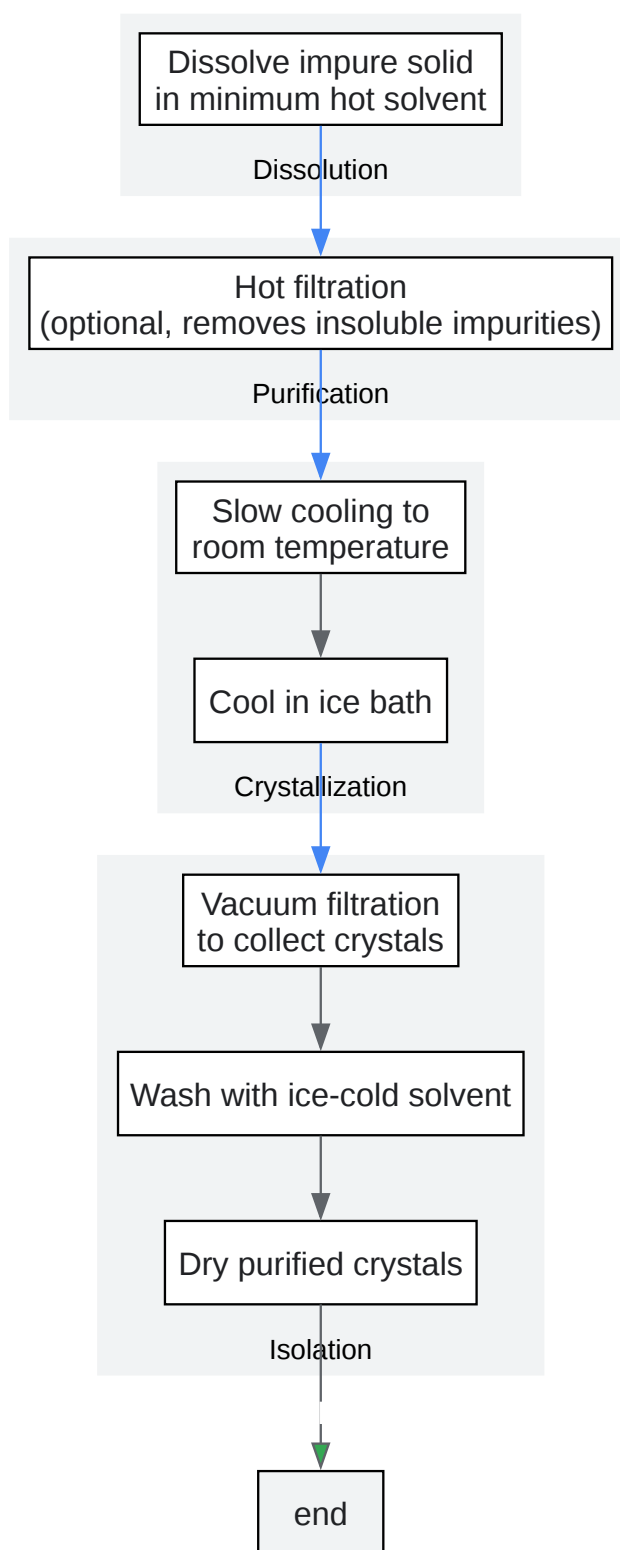 Dissolve impure solid
in minimum hot solvent
Dissolution
Hot filtration
(optional, removes insoluble impurities)
Purification
Slow cooling to
room temperature
Cool in ice bath
Crystallization
Vacuum filtration
to collect crystals
Wash with ice-cold solvent
Dry purified crystals
Isolation
end